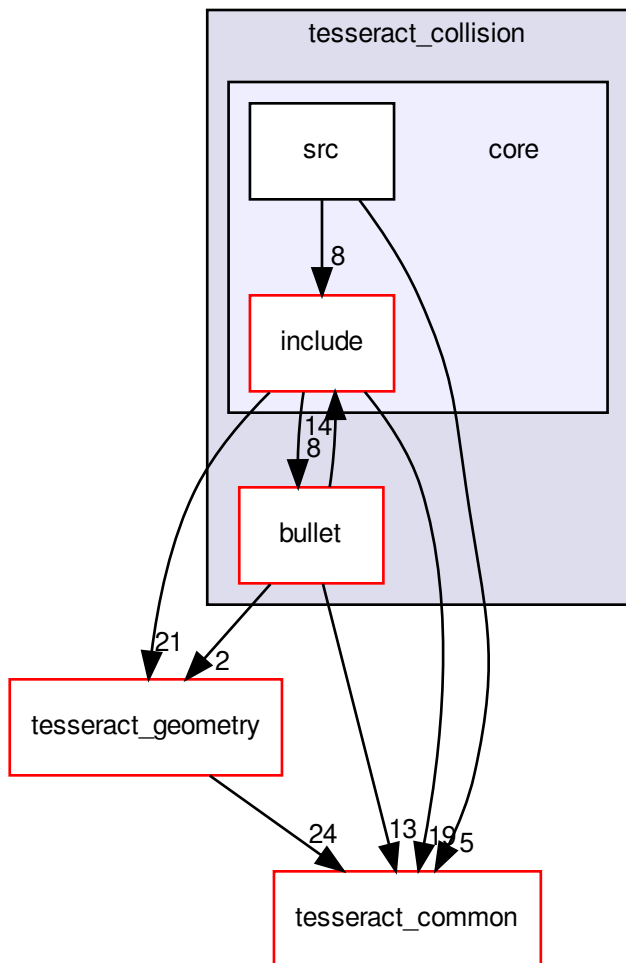 tesseract_collision
src
core
8
include
14
8
bullet
21
2
tesseract_geometry
24
13
19
5
tesseract_common